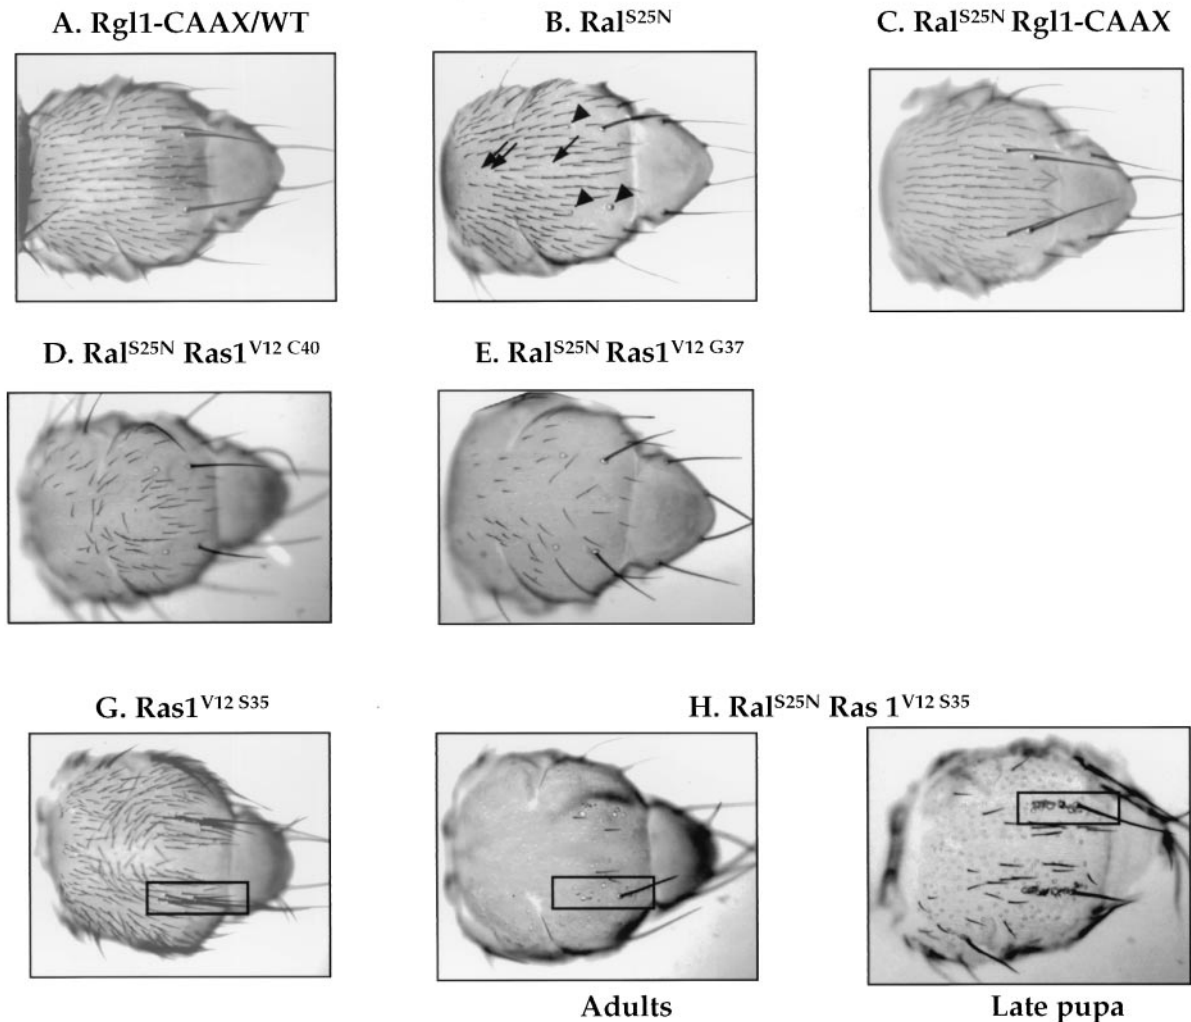 A. Rgl1-CAAX/WT
B. Ral^S25N
C. Ral^S25N Rgl1-CAAX
D. Ral^S25N Ras1^V12 C40
E. Ral^S25N Ras1^V12 G37
G. Ras1^V12 S35
H. Ral^S25N Ras 1^V12 S35
Adults
Late pupa